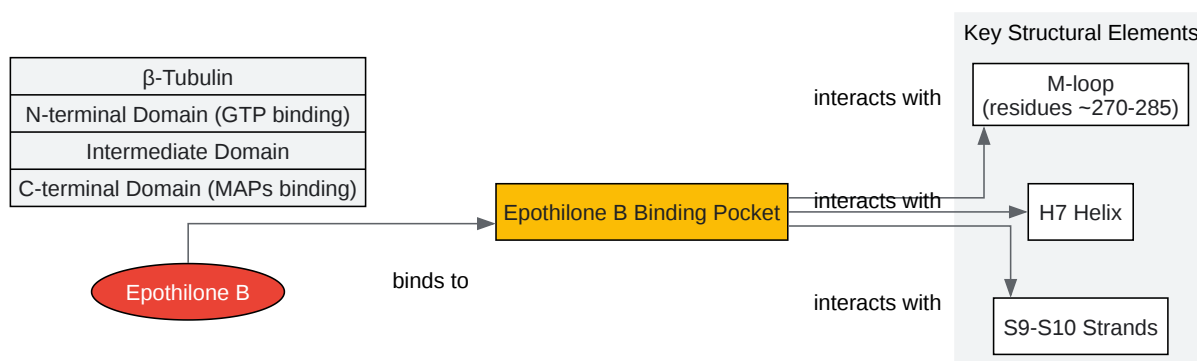 β-Tubulin
N-terminal Domain (GTP binding)
Intermediate Domain
C-terminal Domain (MAPs binding)
Epothilone B
binds to
Epothilone B Binding Pocket
interacts with
interacts with
interacts with
Key Structural Elements
M-loop
(residues ~270-285)
H7 Helix
S9-S10 Strands